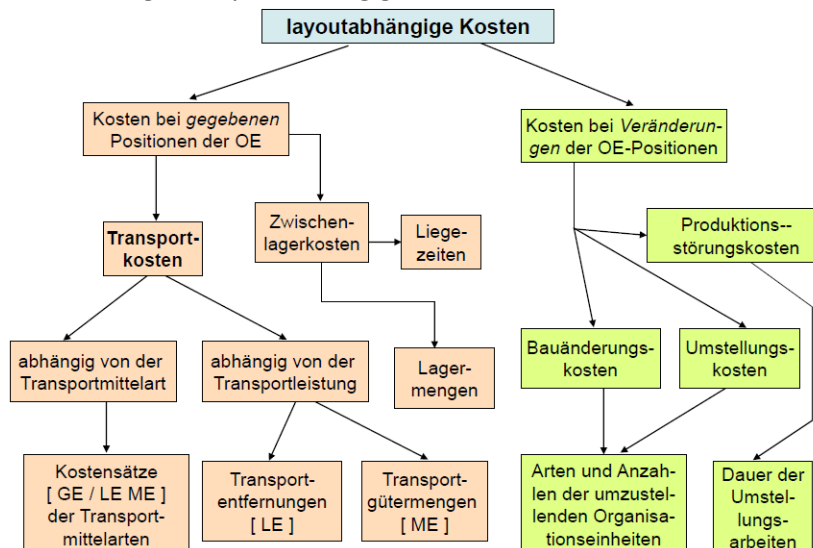 layoutabhängige Kosten
Kosten bei gegebenen
Positionen der OE
Kosten bei Veränderun-
gen der OE-Positionen
Transport-
kosten
Zwischen-
lagerkosten
Liege-
zeiten
Produktions--
störungskosten
abhängig von der
Transportmittelart
abhängig von der
Transportleistung
Lager-
mengen
Bauänderungs-
kosten
Umstellungs-
kosten
Kostensätze
[ GE / LE ME ]
der Transport-
mittelarten
Transport-
entfernungen
[ LE ]
Transport-
gütermengen
[ ME ]
Arten und Anzah-
len der umzustel-
lenden Organisa-
tionseinheiten
Dauer der
Umstel-
lungs-
arbeiten